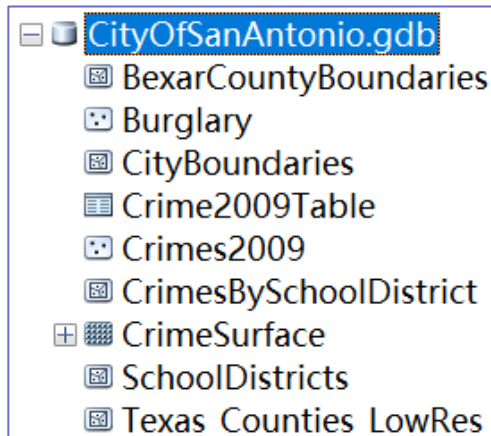 CityOfSanAntonio.gdb
BexarCountyBoundaries
Burglary
CityBoundaries
Crime2009Table
Crimes2009
CrimesBySchoolDistrict
CrimeSurface
SchoolDistricts
Texas_Counties_LowRes